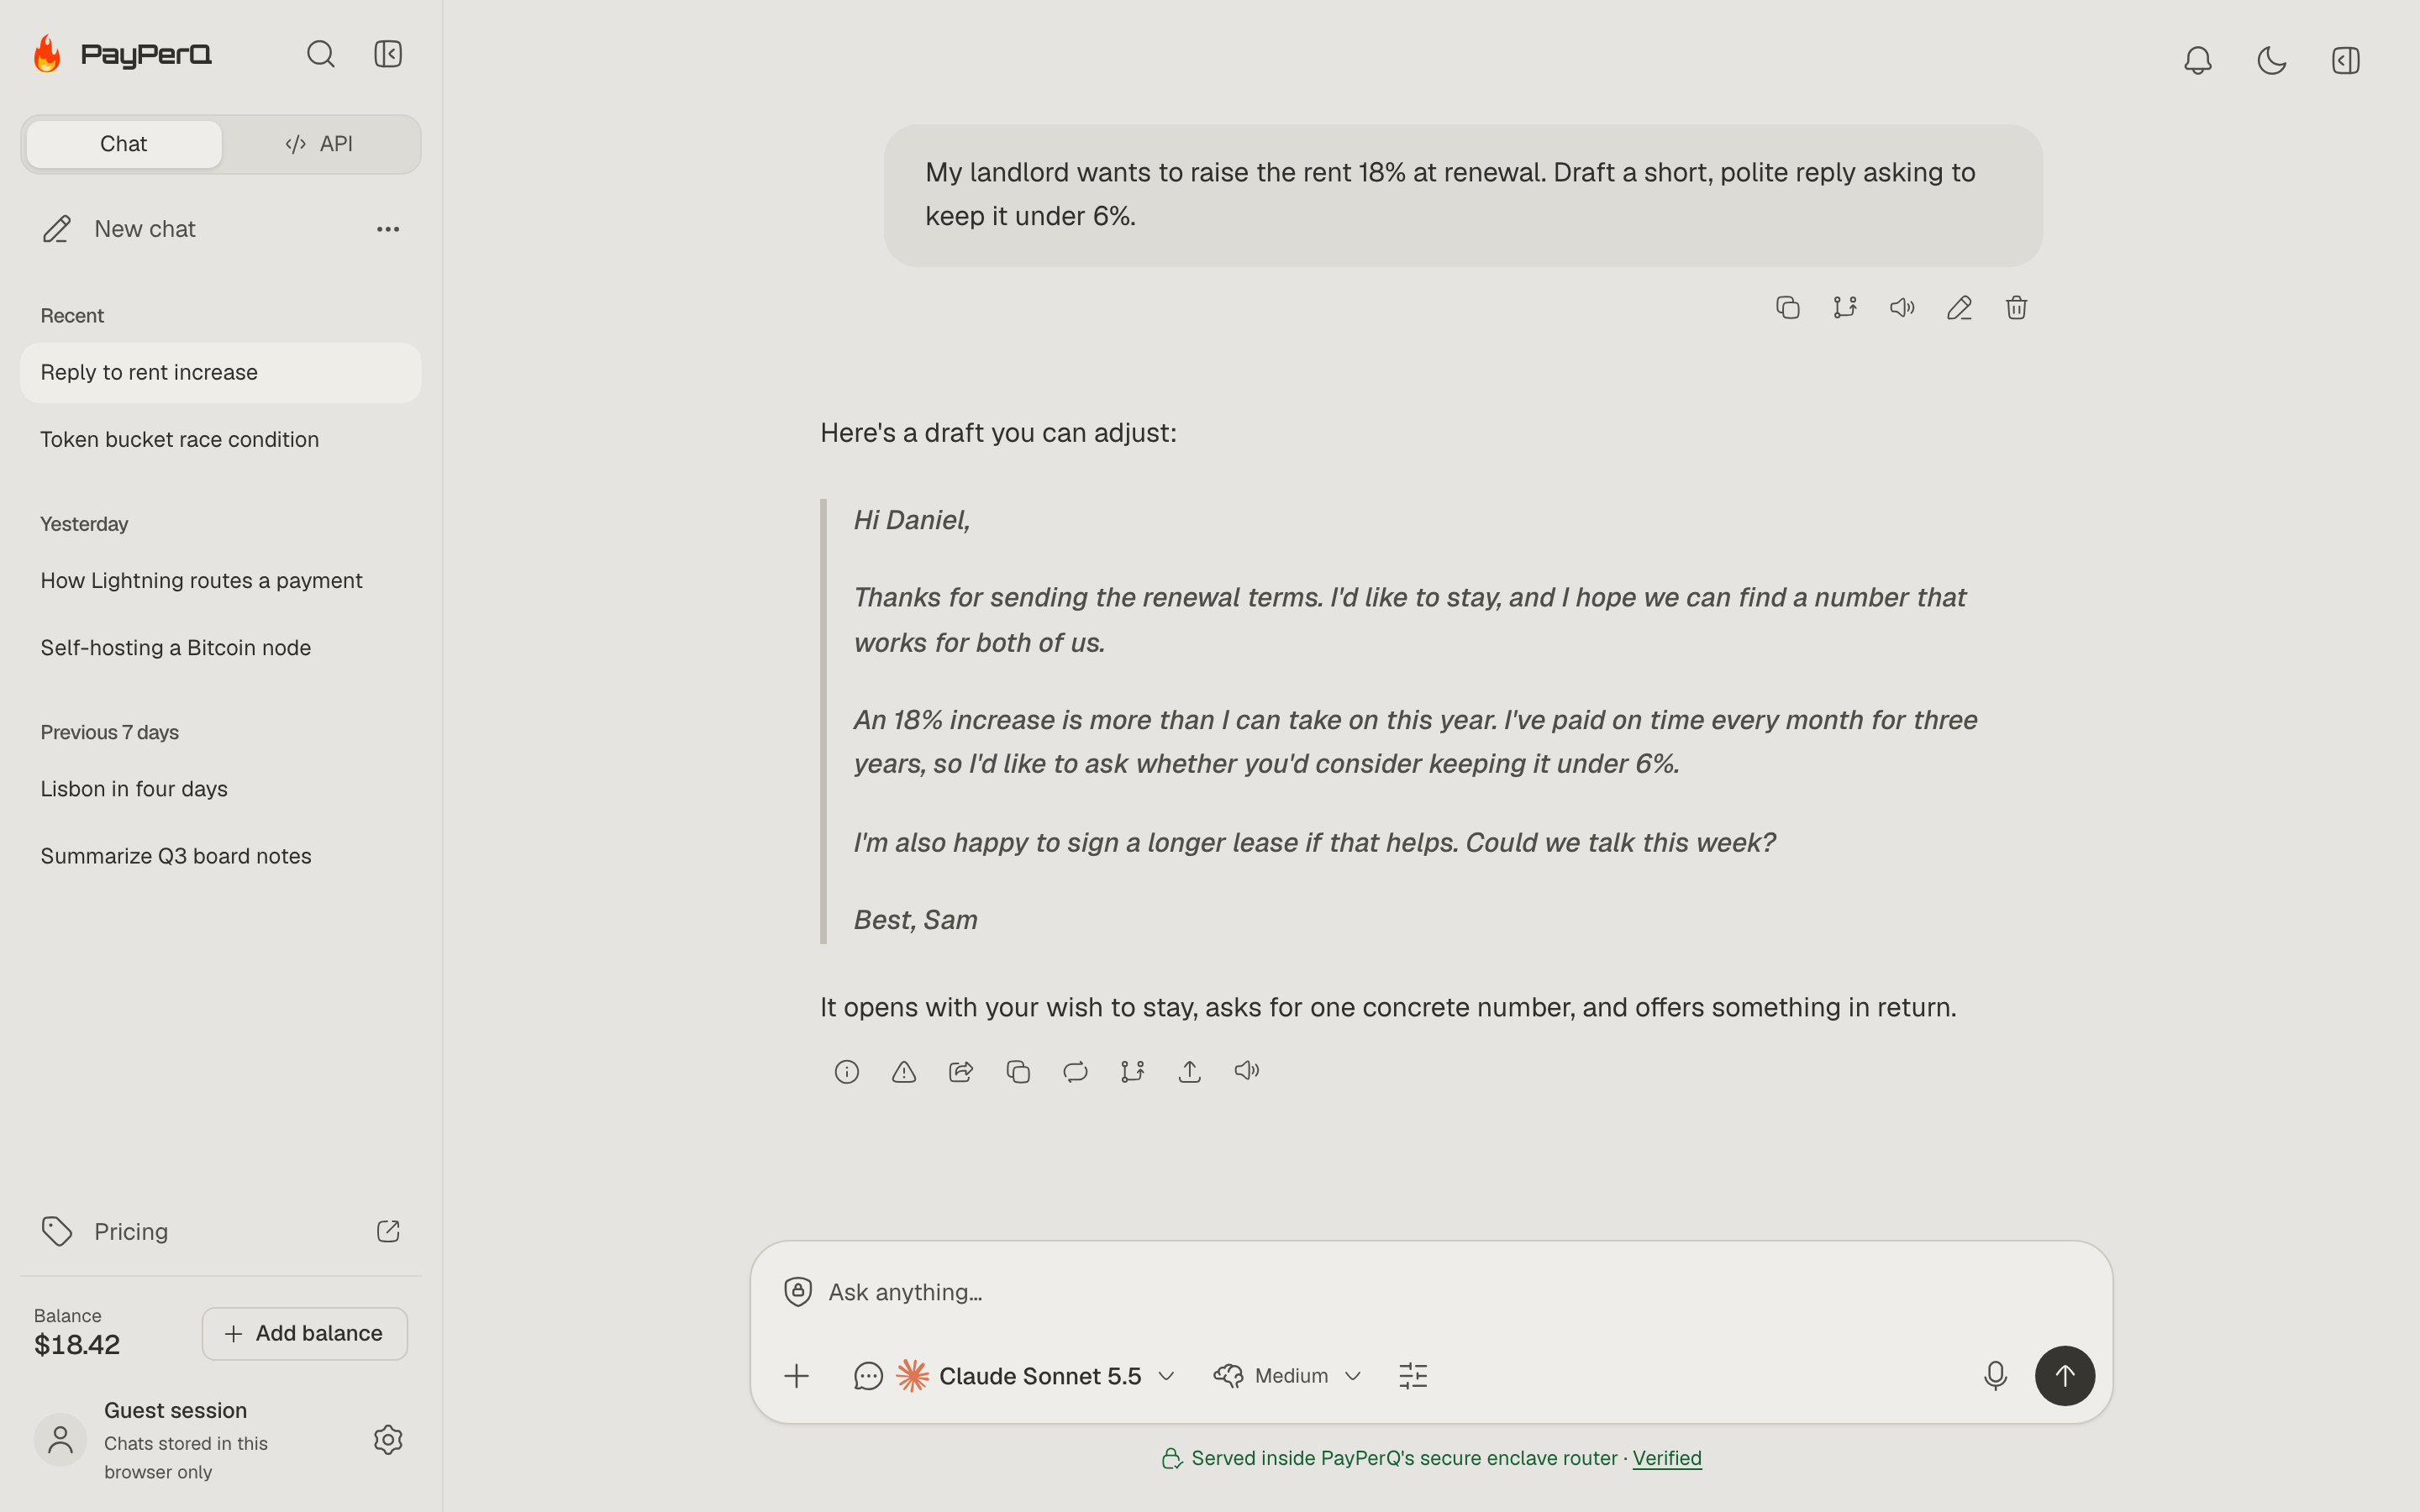 PayPerQ
Chat
API
New chat
Recent
Reply to rent increase
Token bucket race condition
Yesterday
How Lightning routes a payment
Self-hosting a Bitcoin node
Previous 7 days
Lisbon in four days
Summarize Q3 board notes
Pricing
Balance
$18.42
Add balance
Guest session
Chats stored in this
browser only
My landlord wants to raise the rent 18% at renewal. Draft a short, polite reply asking to
keep it under 6%.
Here's a draft you can adjust:
Hi Daniel,
Thanks for sending the renewal terms. I'd like to stay, and I hope we can find a number that
works for both of us.
An 18% increase is more than I can take on this year. I've paid on time every month for three
years, so I'd like to ask whether you'd consider keeping it under 6%.
I'm also happy to sign a longer lease if that helps. Could we talk this week?
Best, Sam
It opens with your wish to stay, asks for one concrete number, and offers something in return.
Ask anything…
Claude Sonnet 5.5
Medium
Served inside PayPerQ's secure enclave router · Verified